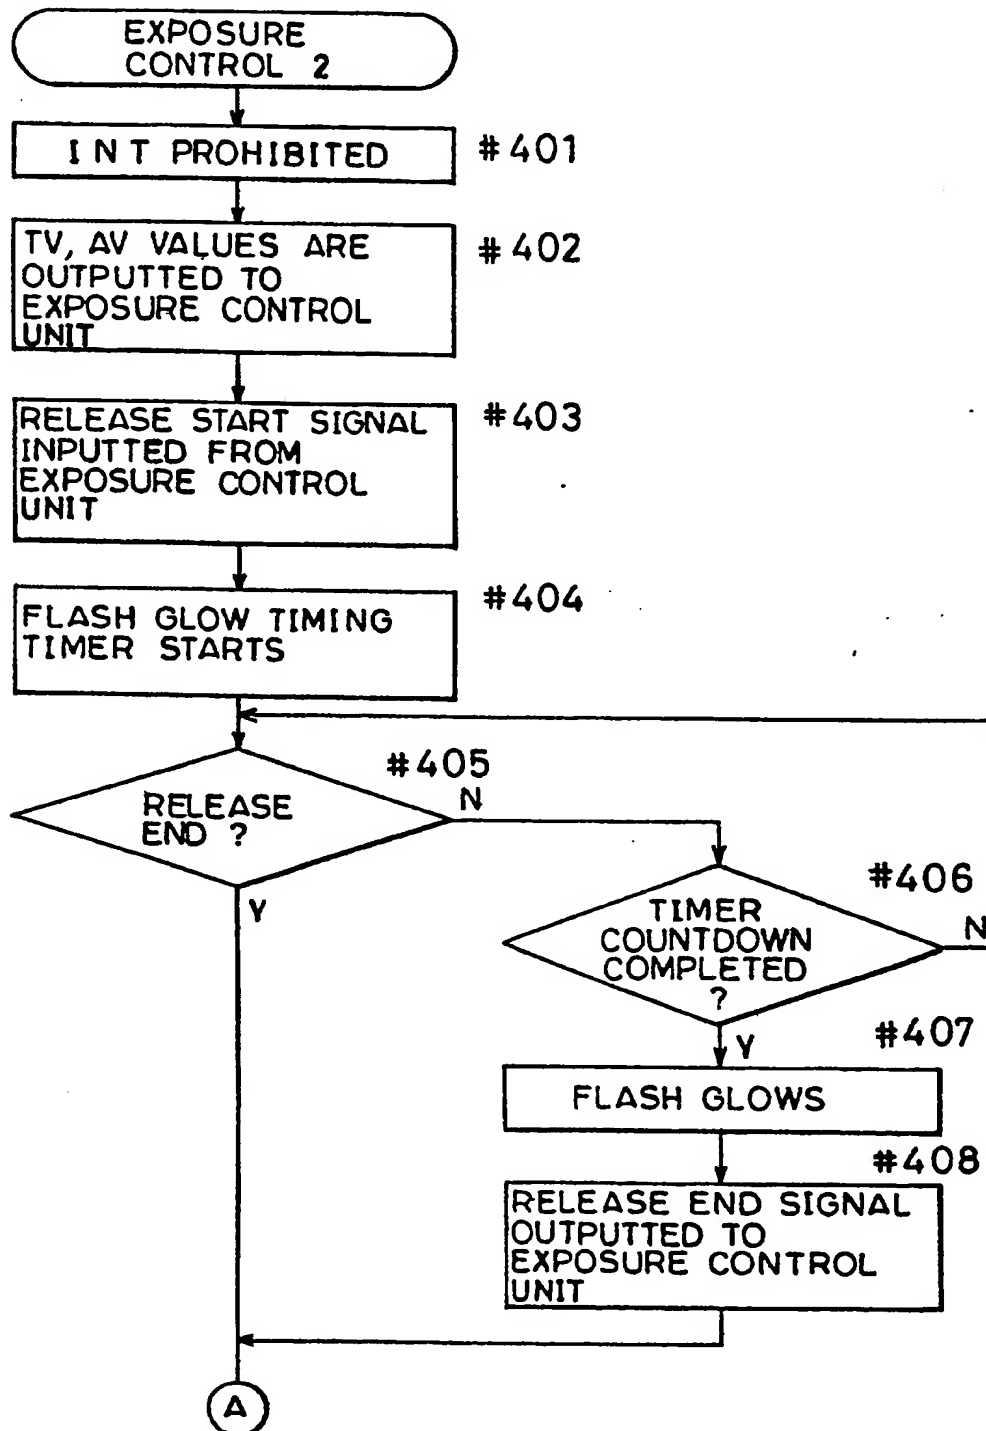 EXPOSURE
CONTROL 2
INT PROHIBITED
#401
TV, AV VALUES ARE
OUTPUTTED TO
EXPOSURE CONTROL
UNIT
#402
RELEASE START SIGNAL
INPUTTED FROM
EXPOSURE CONTROL
UNIT
#403
FLASH GLOW TIMING
TIMER STARTS
#404
#405
RELEASE
END ?
N
Y
#406
TIMER
COUNTDOWN
COMPLETED
?
N
Y
#407
FLASH GLOWS
#408
RELEASE END SIGNAL
OUTPUTTED TO
EXPOSURE CONTROL
UNIT
A